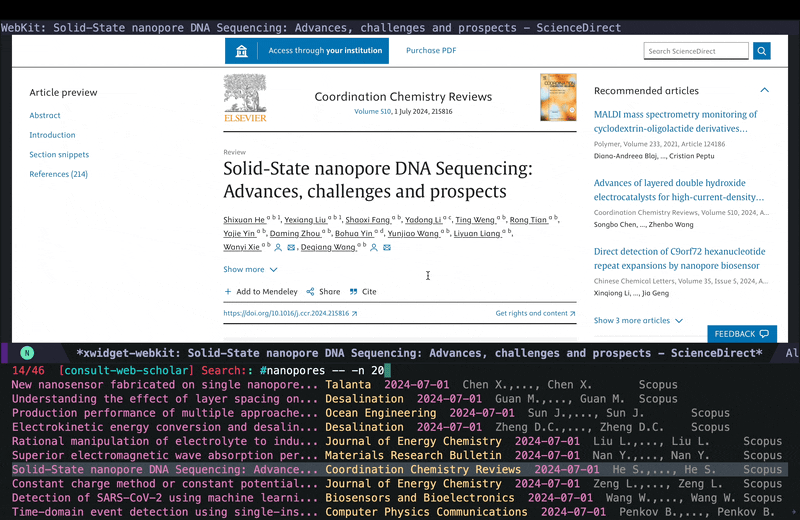 WebKit: Solid-State nanopore DNA Sequencing: Advances, challenges and prospects - ScienceDirect
Access through your institution
Purchase PDF
Search ScienceDirect
Article preview
Abstract
Introduction
Section snippets
References (214)
ELSEVIER
Coordination Chemistry Reviews
Volume 510, 1 July 2024, 215816
Review
Solid-State nanopore DNA Sequencing:
Advances, challenges and prospects
Shixuan He a b 1, Yexiang Liu a b 1, Shaoxi Fang a b, Yadong Li a c, Ting Weng a b, Rong Tian a b,
Yajie Yin a b, Daming Zhou a b, Bohua Yin a d, Yunjiao Wang a b, Liyuan Liang a b,
Wanyi Xie a b, Deqiang Wang a b
Show more
+ Add to Mendeley
Share
Cite
https://doi.org/10.1016/j.ccr.2024.215816
Get rights and content
Recommended articles
MALDI mass spectrometry monitoring of
cyclodextrin-oligolactide derivatives…
Polymer, Volume 233, 2021, Article 124186
Diana-Andreea Blaj, …, Cristian Peptu
Advances of layered double hydroxide
electrocatalysts for high-current-density…
Coordination Chemistry Reviews, Volume 510, 2024, A…
Songbo Chen, …, Zhenbo Wang
Direct detection of C9orf72 hexanucleotide
repeat expansions by nanopore biosensor
Chinese Chemical Letters, Volume 35, Issue 5, 2024, A…
Xinqiong Li, …, Jia Geng
Show 3 more articles
FEEDBACK
N *xwidget-webkit: Solid-State nanopore DNA Sequencing: Advances, challenges and prospects - ScienceDirect* Al
14/46 [consult-web-scholar] Search:: #nanopores -- -n 20
New nanosensor fabricated on single nanopore... Talanta 2024-07-01 Chen X.,..., Chen X. Scopus
Understanding the effect of layer spacing on... Desalination 2024-07-01 Guan M.,..., Guan M. Scopus
Production performance of multiple approache... Ocean Engineering 2024-07-01 Sun J.,..., Sun J. Scopus
Electrokinetic energy conversion and desalin... Desalination 2024-07-01 Zheng D.C.,..., Zheng D.C. Scopus
Rational manipulation of electrolyte to indu... Journal of Energy Chemistry 2024-07-01 Liu L.,..., Liu L. Scopus
Superior electromagnetic wave absorption per... Materials Research Bulletin 2024-07-01 Nan Y.,..., Nan Y. Scopus
Solid-State nanopore DNA Sequencing: Advance... Coordination Chemistry Reviews 2024-07-01 He S.,..., He S. Scopus
Constant charge method or constant potential... Journal of Energy Chemistry 2024-07-01 Zeng L.,..., Zeng L. Scopus
Detection of SARS-CoV-2 using machine learni... Biosensors and Bioelectronics 2024-07-01 Wang W.,..., Wang W. Scopus
Time-domain event detection using single-ins... Computer Physics Communications 2024-07-01 Penkov B.,..., Penkov B.